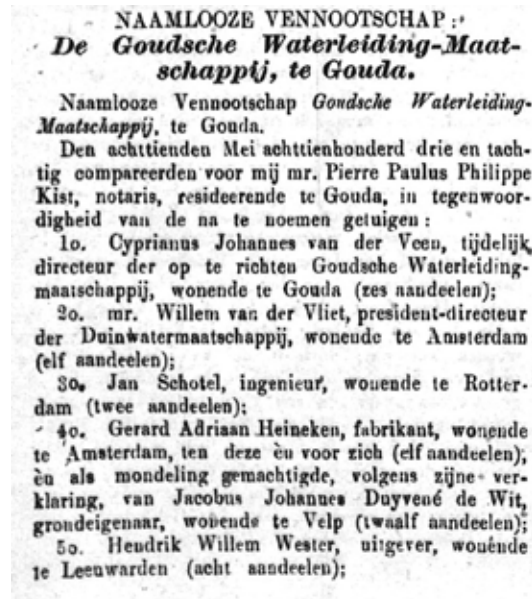 NAAMLOOZE VENNOOTSCHAP:
De Goudsche Waterleiding-Maat-
schappij, te Gouda.
Naamlooze Vennootschap Goudsche Waterleiding-
Maatschappij, te Gouda.
Den achttienden Mei achttienhonderd drie en tach-
tig compareerden voor mij mr. Pierre Paulus Philippe
Kist, notaris, resideerende te Gouda, in tegenwoor-
digheid van de na te noemen getuigen:
1o. Cyprianus Johannes van der Veen, tijdelijk
directeur der op te richten Goudsche Waterleiding-
maatschappij, wonende te Gouda (zes aandeelen);
2o. mr. Willem van der Vliet, president-directeur
der Duinwatermaatschappij, wonende te Amsterdam
(elf aandeelen);
3o. Jan Schotel, ingenieur, wonende te Rotter-
dam (twee aandeelen);
4o. Gerard Adriaan Heineken, fabrikant, wonende
te Amsterdam, ten deze èn voor zich (elf aandeelen),
èn als mondeling gemachtigde, volgens zijne ver-
klaring, van Jacobus Johannes Duyvené de Wit,
grondeigenaar, wonende te Velp (twaalf aandeelen);
5o. Hendrik Willem Wester, uitgever, wonende
te Leeuwarden (acht aandeelen);